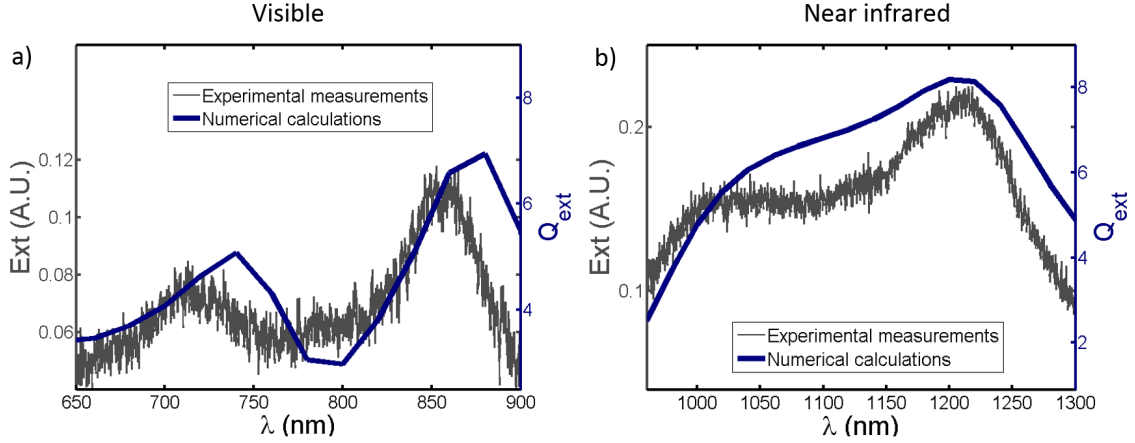 Visible
Near infrared
a)
Experimental measurements
Numerical calculations
0.12
0.1
0.08
0.06
Ext (A.U.)
8
6
4
Q_ext
650 700 750 800 850 900
λ (nm)
b)
0.2
0.1
Ext (A.U.)
8
6
4
2
Q_ext
Experimental measurements
Numerical calculations
1000 1050 1100 1150 1200 1250 1300
λ (nm)